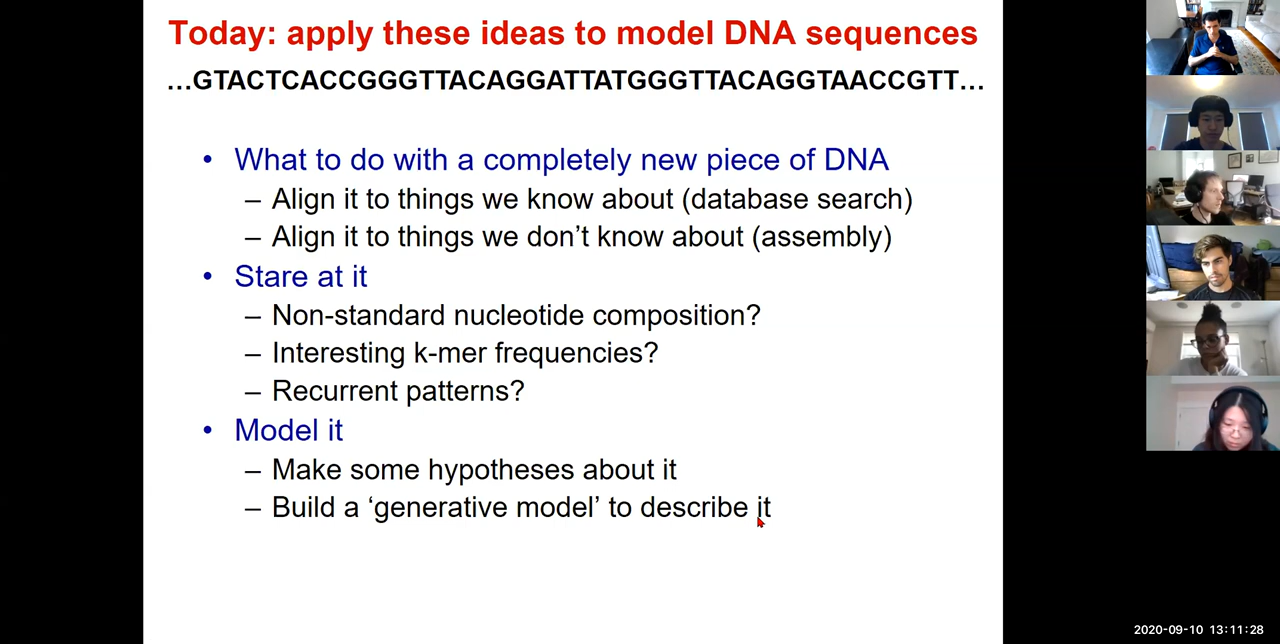 Today: apply these ideas to model DNA sequences
…GTACTCACCGGGTTACAGGATTATGGGTTACAGGTAACCGTT…
• What to do with a completely new piece of DNA
– Align it to things we know about (database search)
– Align it to things we don’t know about (assembly)
• Stare at it
– Non-standard nucleotide composition?
– Interesting k-mer frequencies?
– Recurrent patterns?
• Model it
– Make some hypotheses about it
– Build a ‘generative model’ to describe it
2020-09-10 13:11:28